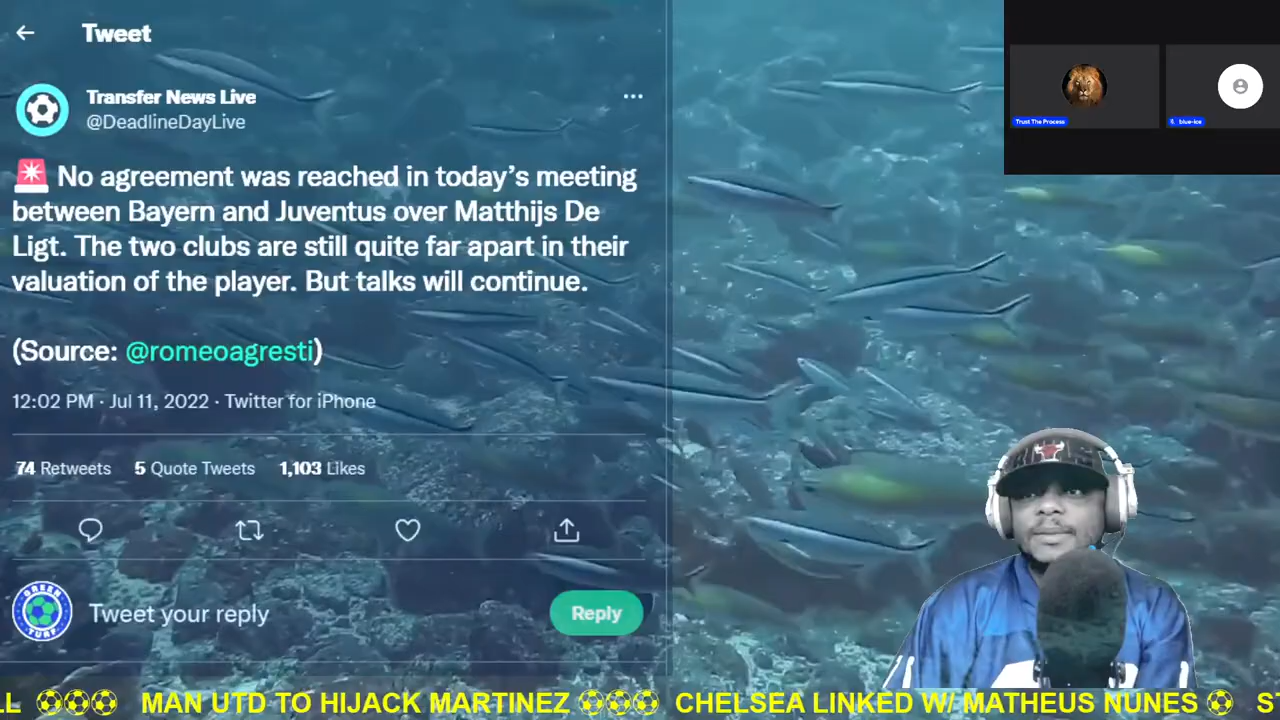 Tweet
Transfer News Live
@DeadlineDayLive
No agreement was reached in today’s meeting
between Bayern and Juventus over Matthijs De
Ligt. The two clubs are still quite far apart in their
valuation of the player. But talks will continue.
(Source: @romeoagresti)
12:02 PM · Jul 11, 2022 · Twitter for iPhone
74 Retweets 5 Quote Tweets 1,103 Likes
GREEN
TURF
Tweet your reply
Reply
Trust The Process
blue-ice
LL MAN UTD TO HIJACK MARTINEZ CHELSEA LINKED W/ MATHEUS NUNES S